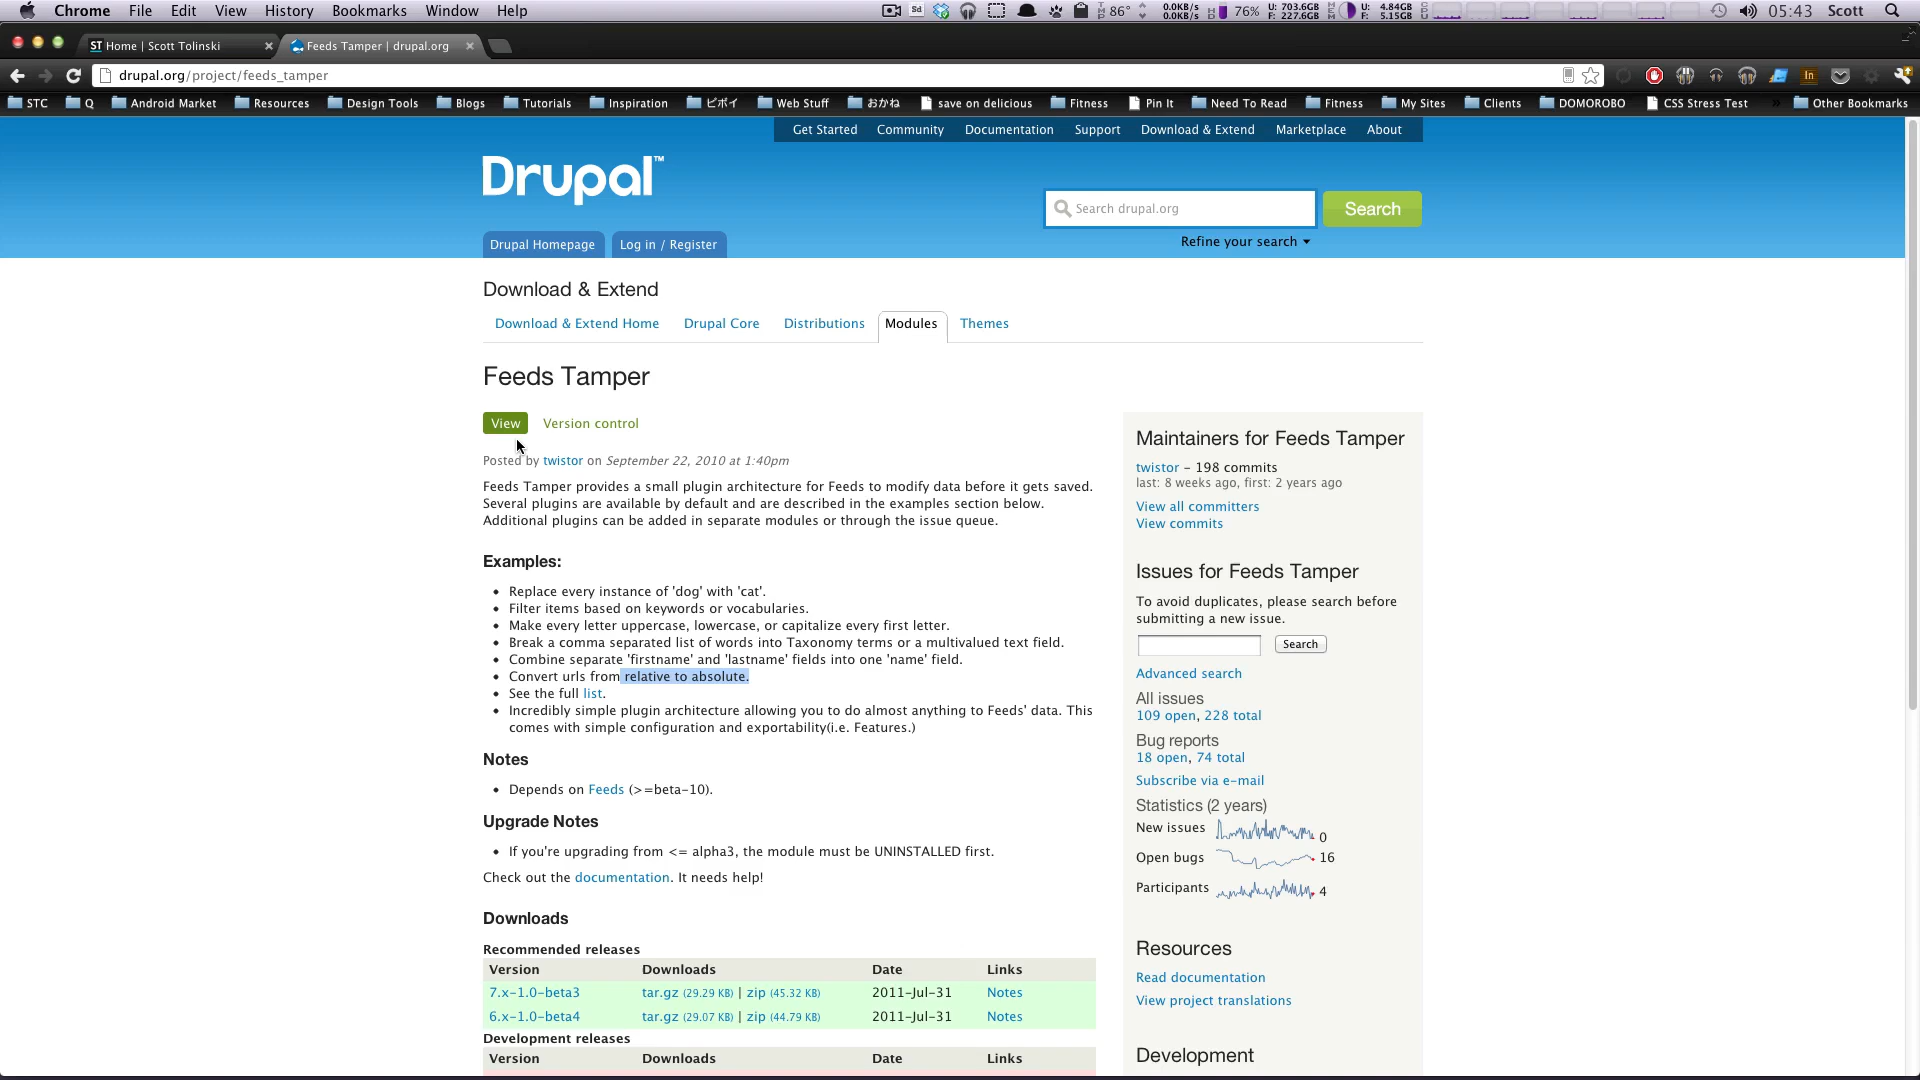 Chrome File Edit View History Bookmarks Window Help
Sd 86° 0.0KB/s 0.0KB/s 76% U: 703.6GB F: 227.6GB U: 4.84GB F: 5.15GB 05:43 Scott
ST Home | Scott Tolinski Feeds Tamper | drupal.org
drupal.org/project/feeds_tamper
STC Q Android Market Resources Design Tools Blogs Tutorials Inspiration ビボイ Web Stuff おかね save on delicious Fitness Pin It Need To Read Fitness My Sites Clients DOMOROBO CSS Stress Test » Other Bookmarks
Get Started Community Documentation Support Download & Extend Marketplace About
Drupal™
Search drupal.org Search
Refine your search
Drupal Homepage Log in / Register
Download & Extend
Download & Extend Home Drupal Core Distributions Modules Themes
Feeds Tamper
View Version control
Posted by twistor on September 22, 2010 at 1:40pm
Feeds Tamper provides a small plugin architecture for Feeds to modify data before it gets saved.
Several plugins are available by default and are described in the examples section below.
Additional plugins can be added in separate modules or through the issue queue.
Examples:
• Replace every instance of 'dog' with 'cat'.
• Filter items based on keywords or vocabularies.
• Make every letter uppercase, lowercase, or capitalize every first letter.
• Break a comma separated list of words into Taxonomy terms or a multivalued text field.
• Combine separate 'firstname' and 'lastname' fields into one 'name' field.
• Convert urls from relative to absolute.
• See the full list.
• Incredibly simple plugin architecture allowing you to do almost anything to Feeds' data. This
comes with simple configuration and exportability(i.e. Features.)
Notes
• Depends on Feeds (>=beta-10).
Upgrade Notes
• If you're upgrading from <= alpha3, the module must be UNINSTALLED first.
Check out the documentation. It needs help!
Downloads
Recommended releases
Version Downloads Date Links
7.x-1.0-beta3 tar.gz (29.29 KB) | zip (45.32 KB) 2011-Jul-31 Notes
6.x-1.0-beta4 tar.gz (29.07 KB) | zip (44.79 KB) 2011-Jul-31 Notes
Development releases
Version Downloads Date Links
Maintainers for Feeds Tamper
twistor – 198 commits
last: 8 weeks ago, first: 2 years ago
View all committers
View commits
Issues for Feeds Tamper
To avoid duplicates, please search before
submitting a new issue.
Search
Advanced search
All issues
109 open, 228 total
Bug reports
18 open, 74 total
Subscribe via e-mail
Statistics (2 years)
New issues 0
Open bugs 16
Participants 4
Resources
Read documentation
View project translations
Development